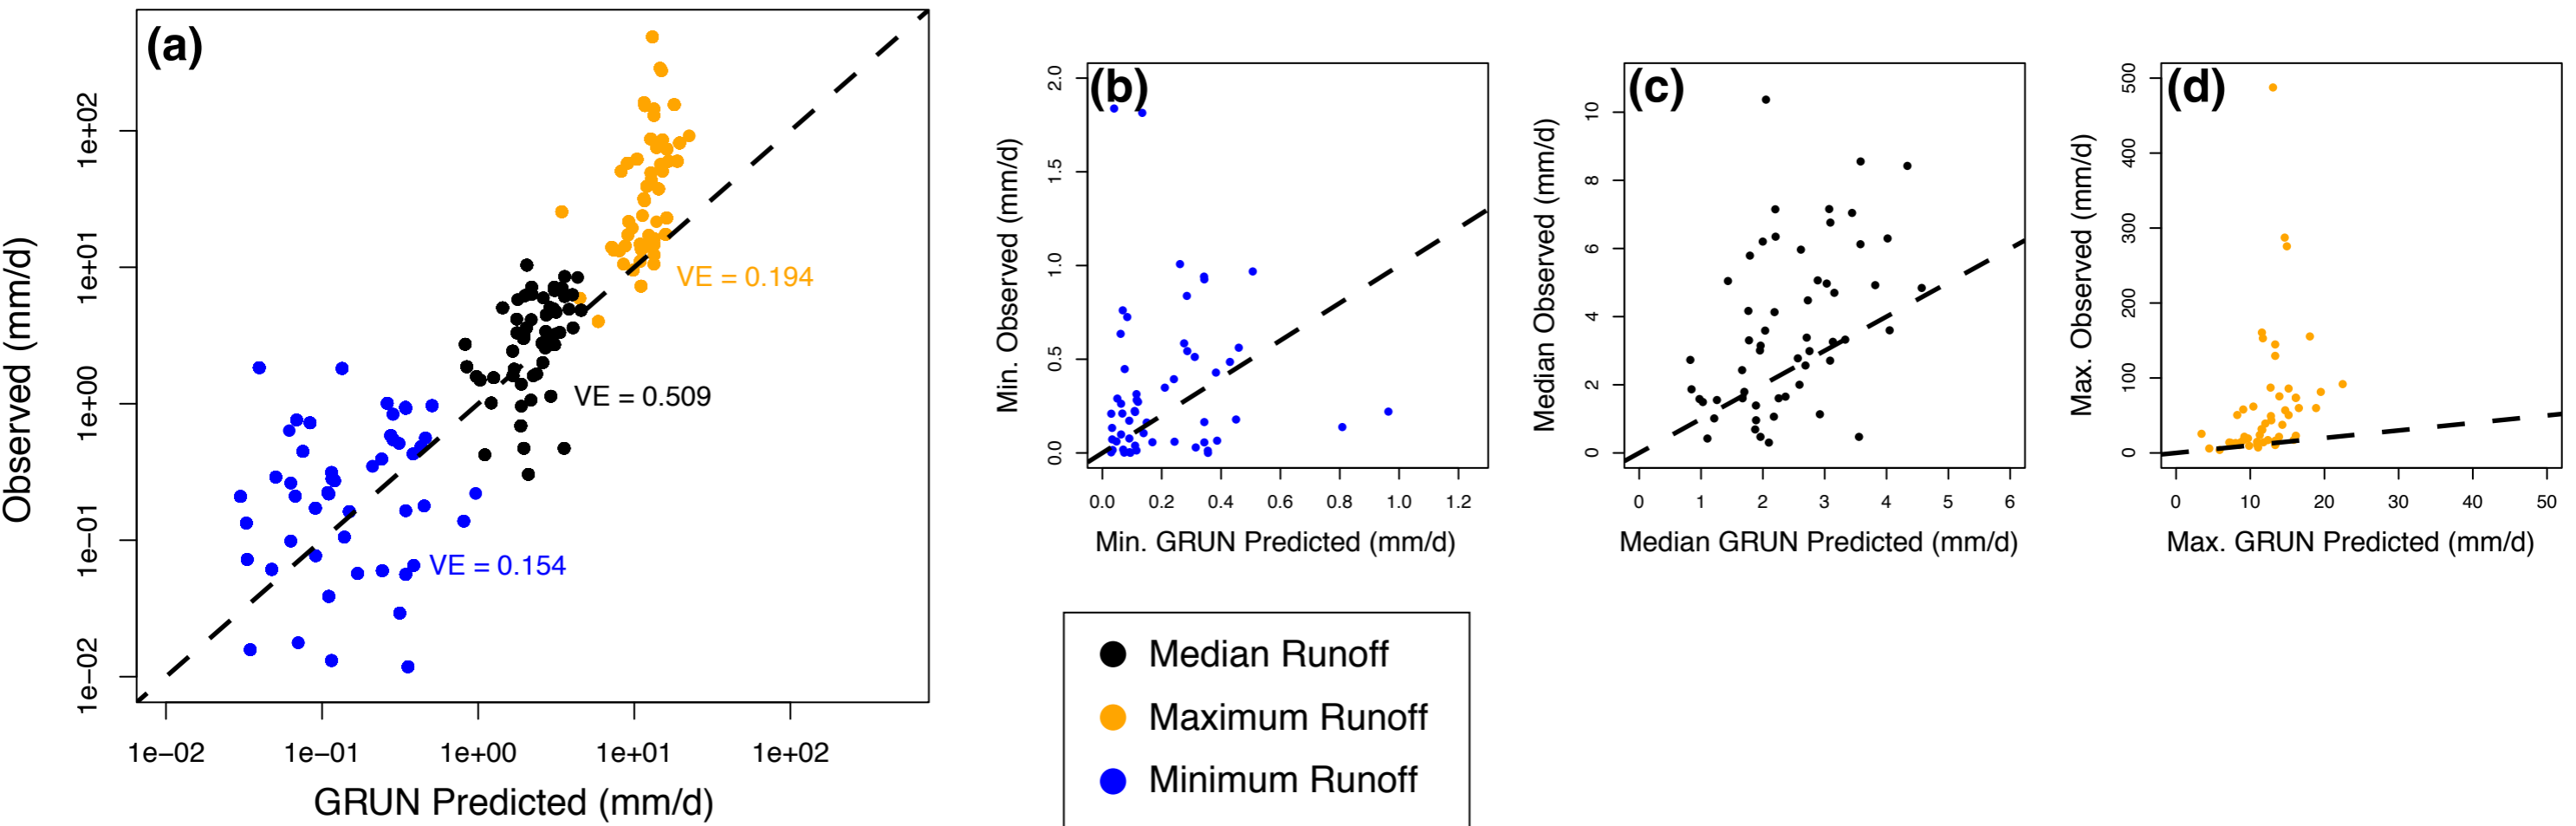 (a)
Observed (mm/d)
1e+02
1e+01
1e+00
1e−01
1e−02
VE = 0.194
VE = 0.509
VE = 0.154
1e−02 1e−01 1e+00 1e+01 1e+02
GRUN Predicted (mm/d)
(b)
Min. Observed (mm/d)
2.0
1.5
1.0
0.5
0.0
0.0 0.2 0.4 0.6 0.8 1.0 1.2
Min. GRUN Predicted (mm/d)
(c)
Median Observed (mm/d)
10
8
6
4
2
0
0 1 2 3 4 5 6
Median GRUN Predicted (mm/d)
(d)
Max. Observed (mm/d)
500
400
300
200
100
0
0 10 20 30 40 50
Max. GRUN Predicted (mm/d)
Median Runoff
Maximum Runoff
Minimum Runoff